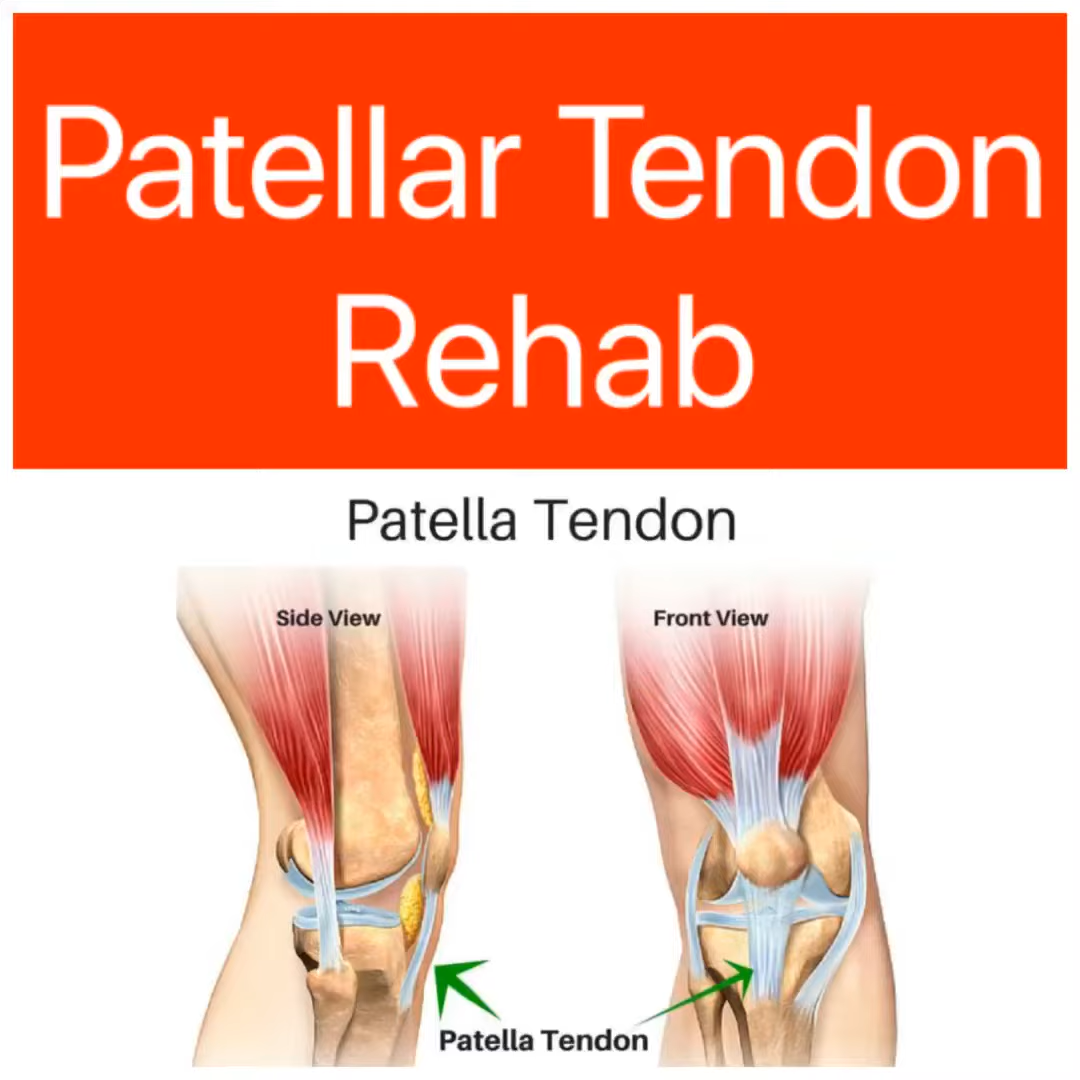 Patellar Tendon
Rehab
Patella Tendon
Side View
Front View
Patella Tendon